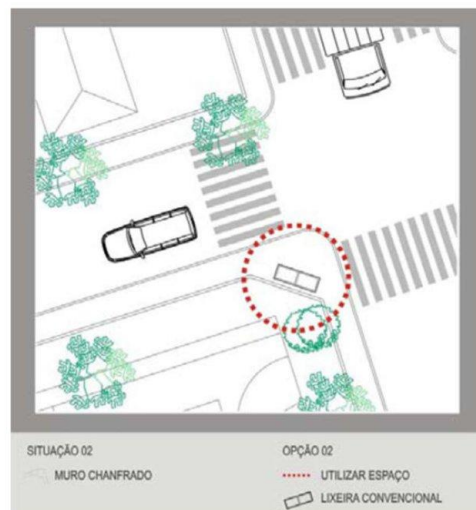 SITUAÇÃO 02
MURO CHANFRADO
OPÇÃO 02
UTILIZAR ESPAÇO
LIXEIRA CONVENCIONAL